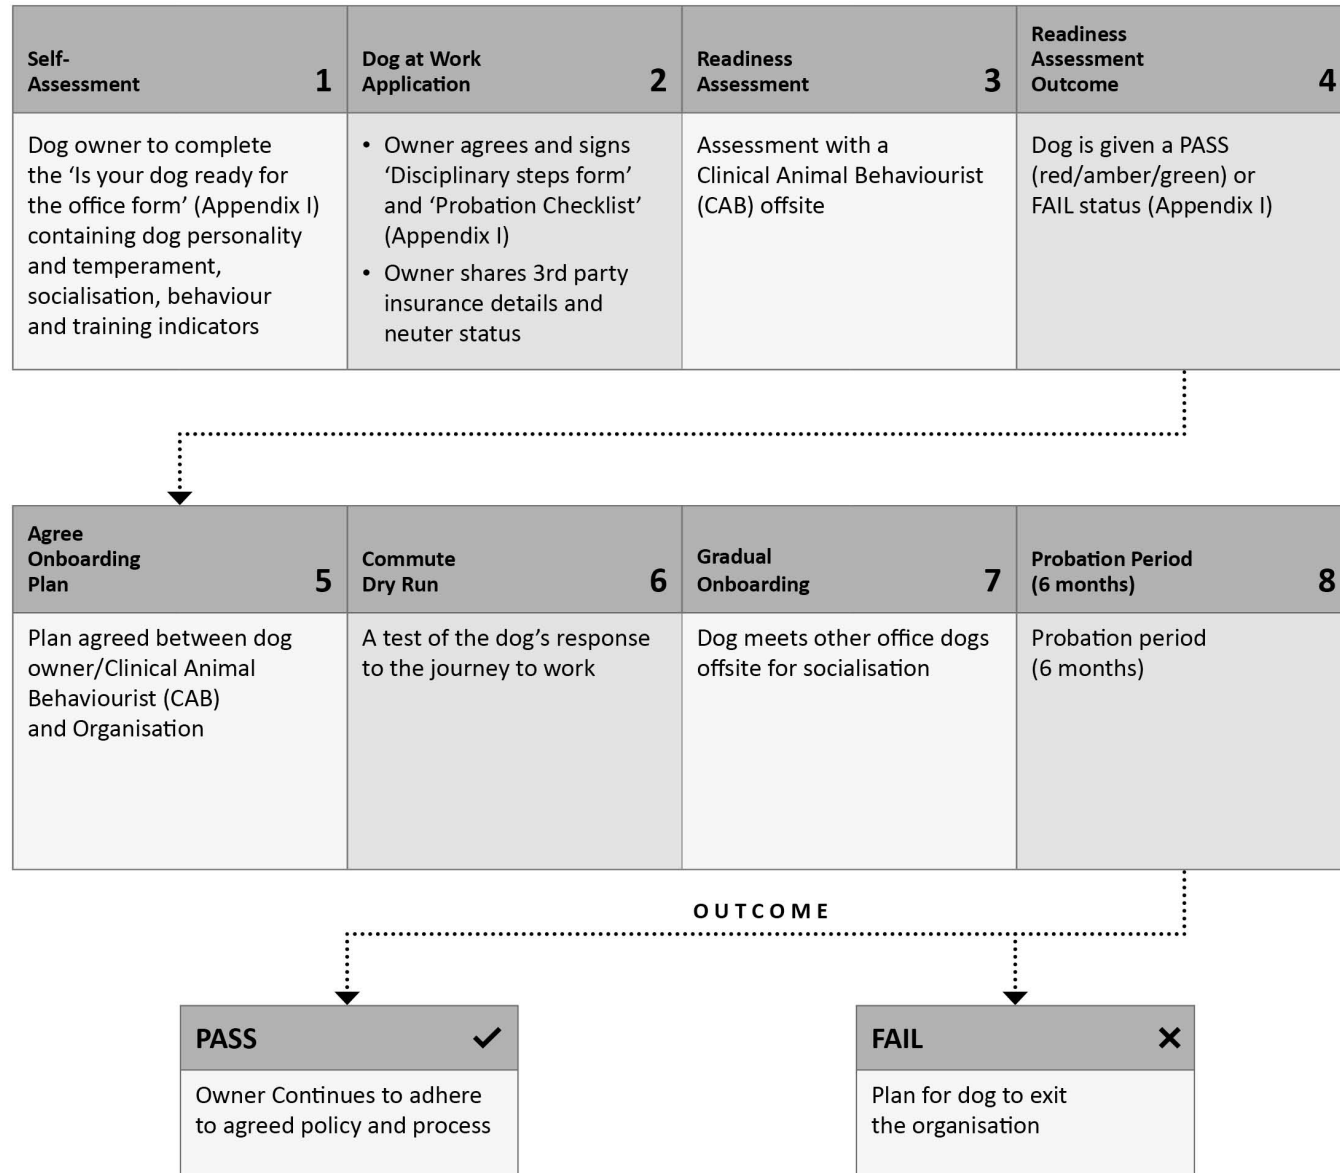 Self-
Assessment 1
Dog owner to complete
the ‘Is your dog ready for
the office form’ (Appendix I)
containing dog personality
and temperament,
socialisation, behaviour
and training indicators
Dog at Work
Application 2
• Owner agrees and signs
‘Disciplinary steps form’
and ‘Probation Checklist’
(Appendix I)
• Owner shares 3rd party
insurance details and
neuter status
Readiness
Assessment 3
Assessment with a
Clinical Animal Behaviourist
(CAB) offsite
Readiness
Assessment
Outcome 4
Dog is given a PASS
(red/amber/green) or
FAIL status (Appendix I)
Agree
Onboarding
Plan 5
Plan agreed between dog
owner/Clinical Animal
Behaviourist (CAB)
and Organisation
Commute
Dry Run 6
A test of the dog’s response
to the journey to work
Gradual
Onboarding 7
Dog meets other office dogs
offsite for socialisation
Probation Period
(6 months) 8
Probation period
(6 months)
OUTCOME
PASS
Owner Continues to adhere
to agreed policy and process
FAIL
Plan for dog to exit
the organisation